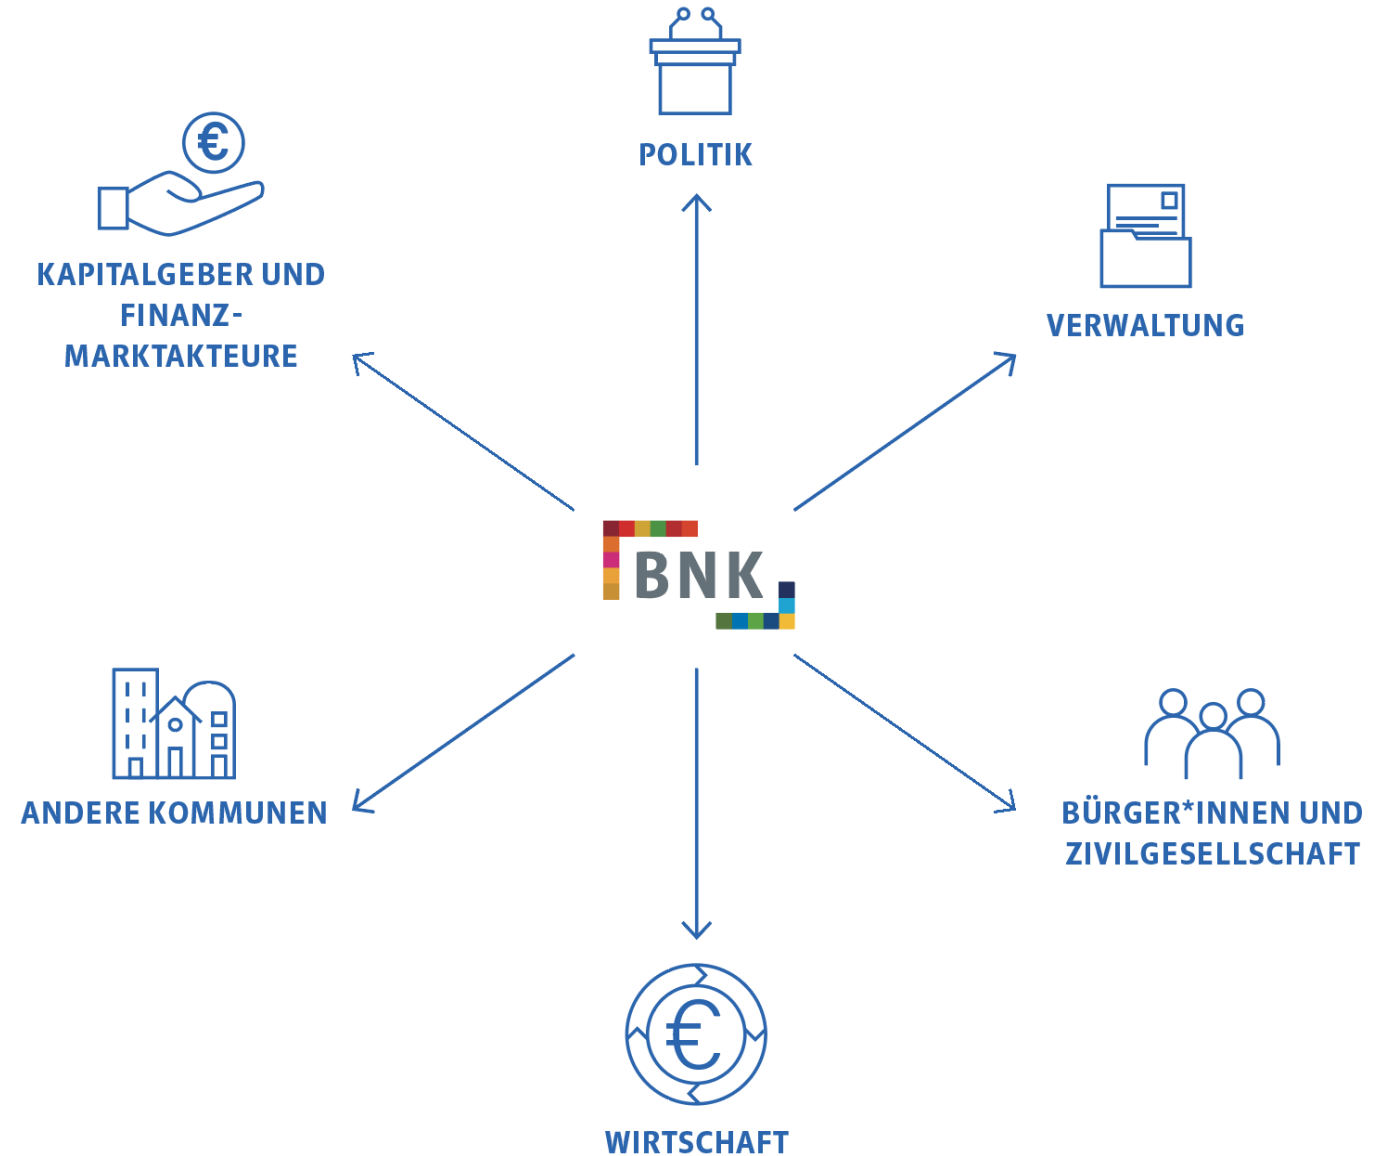 POLITIK
KAPITALGEBER UND
FINANZ-
MARKTAKTEURE
VERWALTUNG
BNK
ANDERE KOMMUNEN
BÜRGER*INNEN UND
ZIVILGESELLSCHAFT
€
WIRTSCHAFT